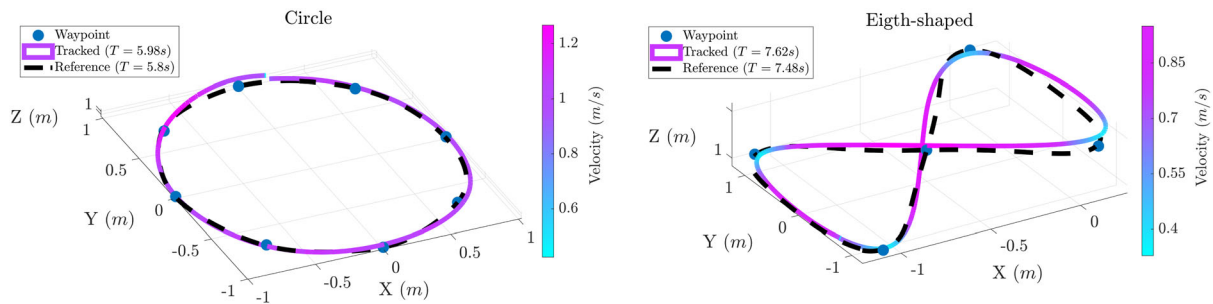 Circle
Waypoint
Tracked (T = 5.98s)
Reference (T = 5.8s)
Z (m)
1
1
1
0.5
Y (m)
0
-0.5
-1
-1
-0.5
0
0.5
1
X (m)
1.2
1
0.8
0.6
Velocity (m/s)
Eigth-shaped
Waypoint
Tracked (T = 7.62s)
Reference (T = 7.48s)
Z (m)
1
1
Y (m)
0
-1
-1
-0.5
0
X (m)
0.85
0.7
0.55
0.4
Velocity (m/s)